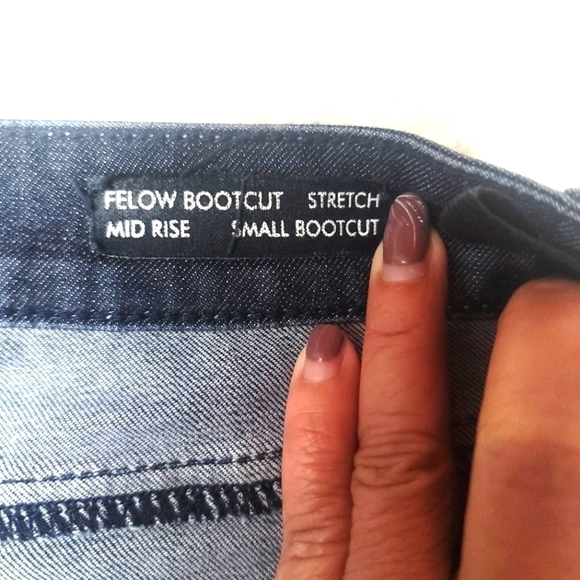 FELOW BOOTCUT STRETCH
MID RISE SMALL BOOTCUT